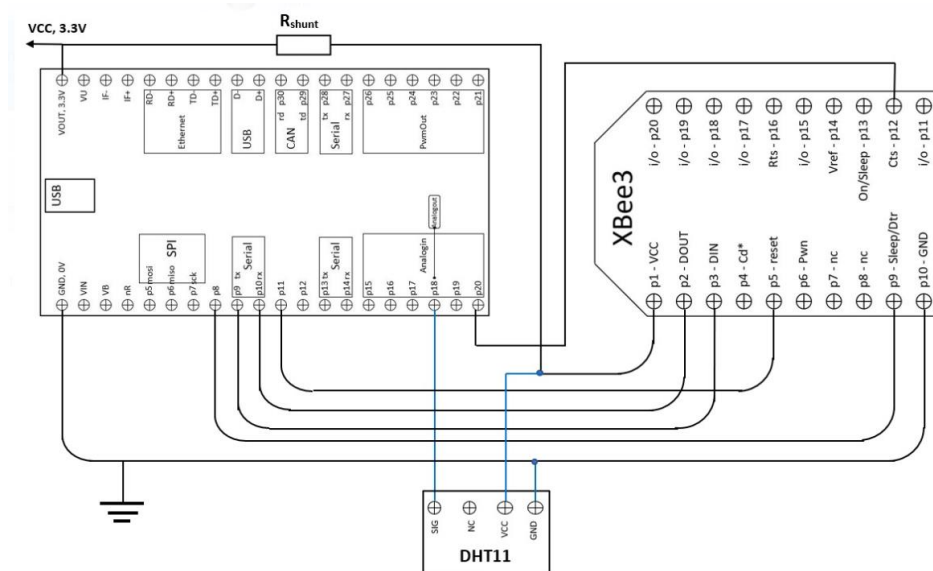 Rshunt
VCC, 3.3V
VOUT, 3.3V
VU
IF-
IF+
RD-
RD+
TD-
TD+
D-
D+
p30
p29
p28
p27
p26
p25
p24
p23
p22
p21
rd
td
tx
rx
Ethernet
USB
CAN
Serial
PwmOut
USB
Analogout
SPI
Serial
Serial
AnalogIn
GND, 0V
VIN
VB
nR
p5 mosi
p6 miso
p7 sck
p8
p9 tx
p10 rx
p11
p12
p13 tx
p14 rx
p15
p16
p17
p18
p19
p20
XBee3
i/o - p20
i/o - p19
i/o - p18
i/o - p17
Rts - p16
i/o - p15
Vref - p14
On/Sleep - p13
Cts - p12
i/o - p11
p1 - VCC
p2 - DOUT
p3 - DIN
p4 - Cd*
p5 - reset
p6 - Pwn
p7 - nc
p8 - nc
p9 - Sleep/Dtr
p10 - GND
SIG
NC
VCC
GND
DHT11